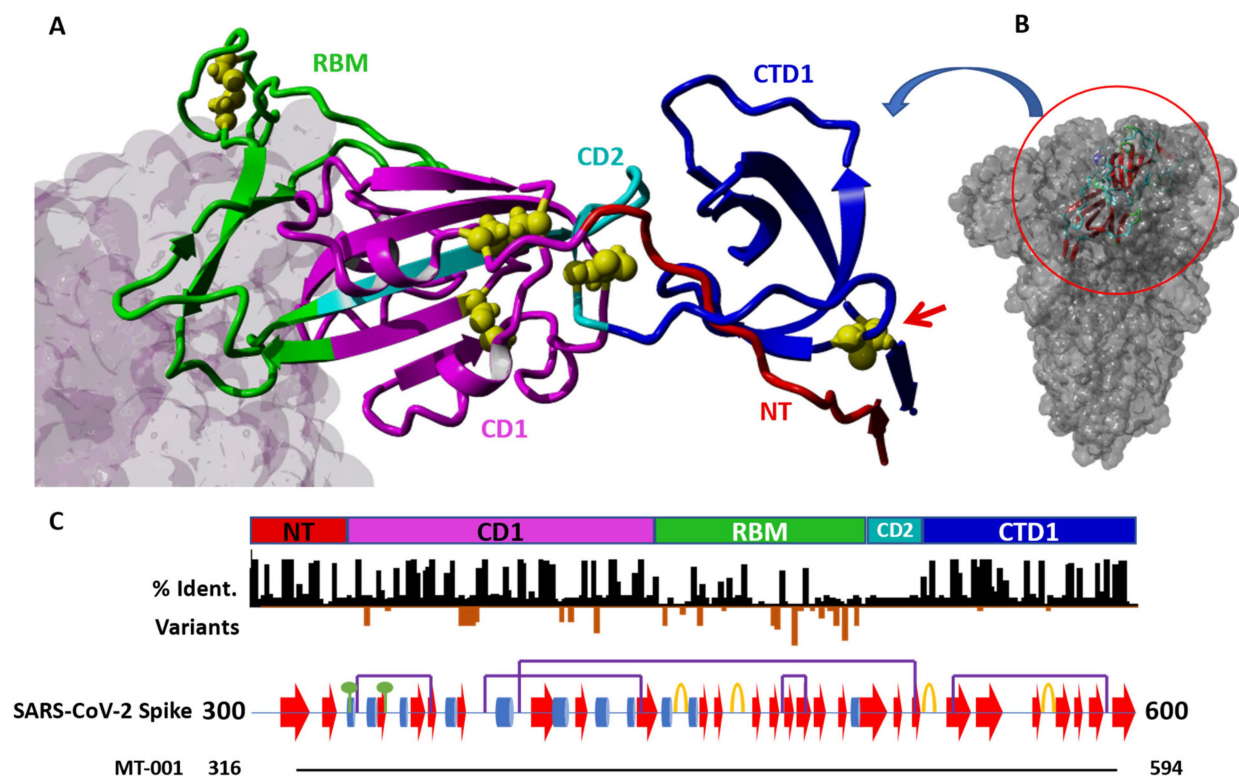 A
B
RBM
CTD1
CD2
NT
CD1
C
NT CD1 RBM CD2 CTD1
% Ident.
Variants
SARS-CoV-2 Spike 300 600
MT-001 316 594